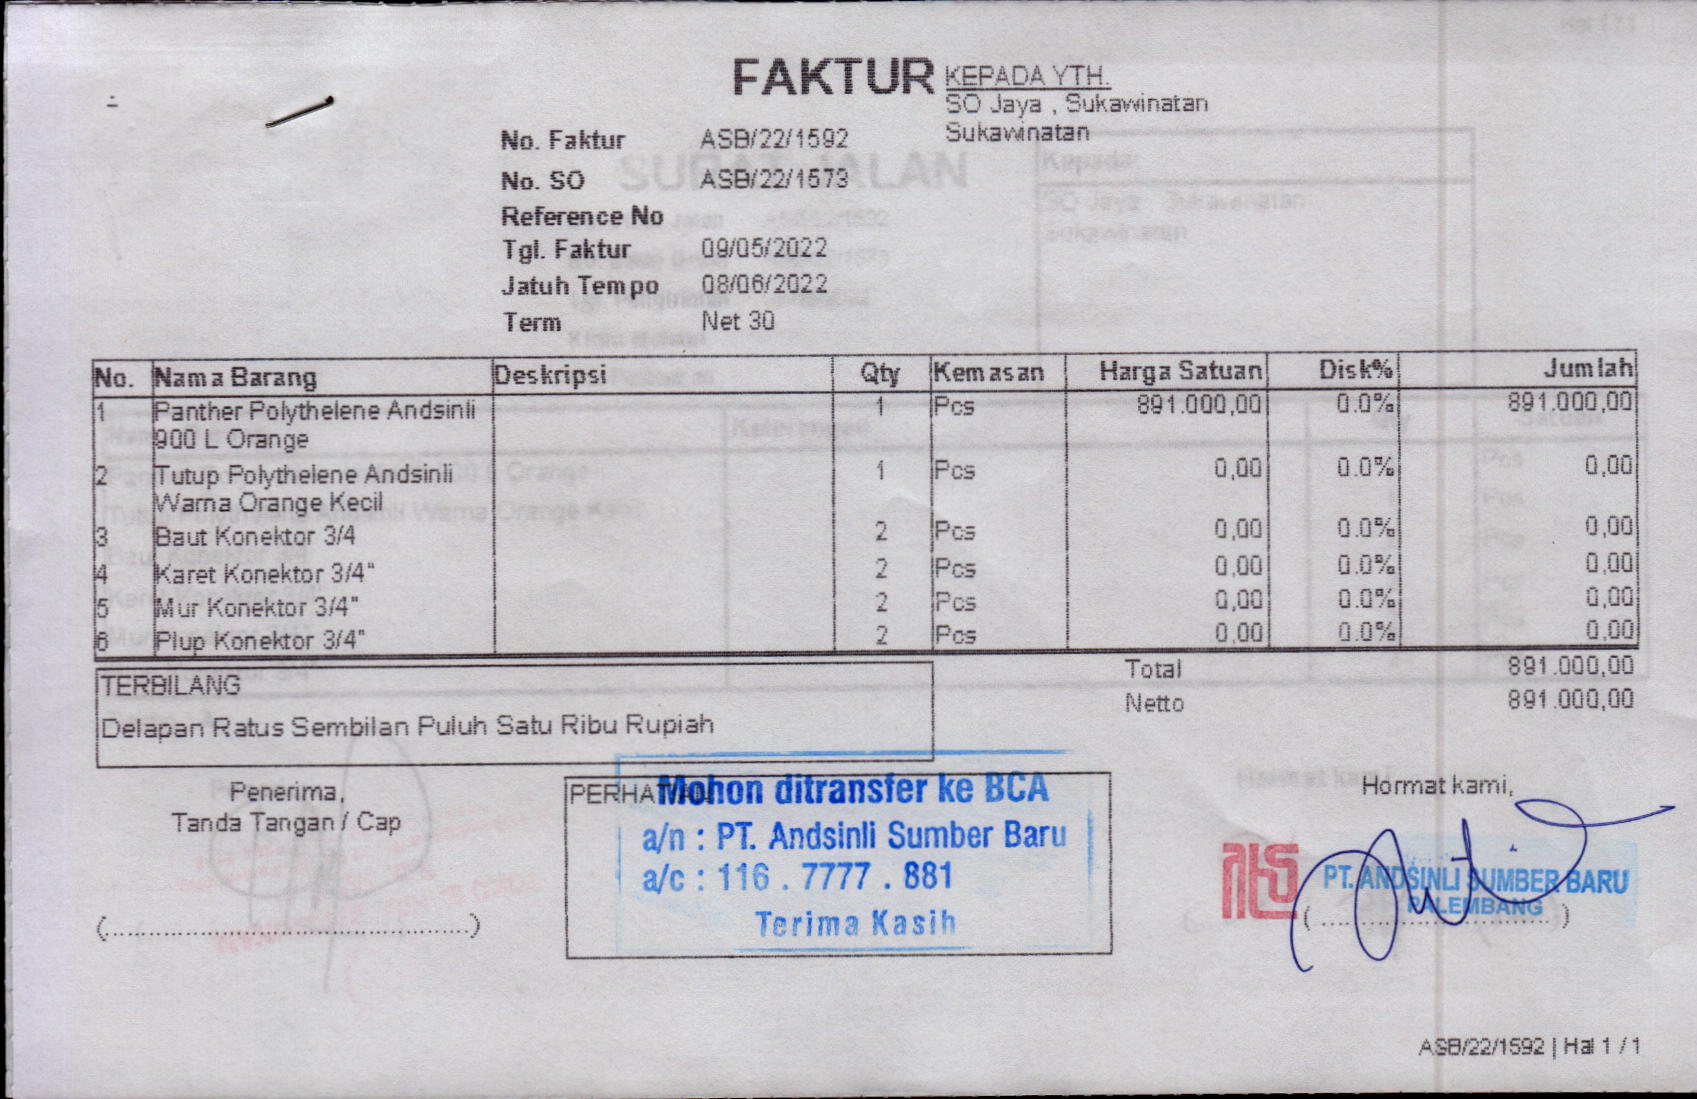 FAKTUR
KEPADA YTH.
SO Jaya , Sukawinatan
Sukawinatan
No. Faktur ASB/22/1592
No. SO ASB/22/1573
Reference No
Tgl. Faktur 09/05/2022
Jatuh Tempo 08/06/2022
Term Net 30
SURAT JALAN
Kepada
SO Jaya , Sukawinatan
Sukawinatan
No. Nama Barang Deskripsi Qty Kemasan Harga Satuan Disk% Jumlah
1 Panther Polythelene Andsinli 1 Pcs 891.000,00 0.0% 891.000,00
900 L Orange
2 Tutup Polythelene Andsinli 1 Pcs 0,00 0.0% 0,00
Warna Orange Kecil
3 Baut Konektor 3/4 2 Pcs 0,00 0.0% 0,00
4 Karet Konektor 3/4" 2 Pcs 0,00 0.0% 0,00
5 Mur Konektor 3/4" 2 Pcs 0,00 0.0% 0,00
6 Plup Konektor 3/4" 2 Pcs 0,00 0.0% 0,00
Total 891.000,00
Netto 891.000,00
TERBILANG
Delapan Ratus Sembilan Puluh Satu Ribu Rupiah
Penerima,
Tanda Tangan / Cap
(.....................................................)
PERHATIAN
Mohon ditransfer ke BCA
a/n : PT. Andsinli Sumber Baru
a/c : 116 . 7777 . 881
Terima Kasih
Hormat kami,
PT. ANDSINLI SUMBER BARU
PALEMBANG
(...................................)
ASB/22/1592 | Hal 1 / 1